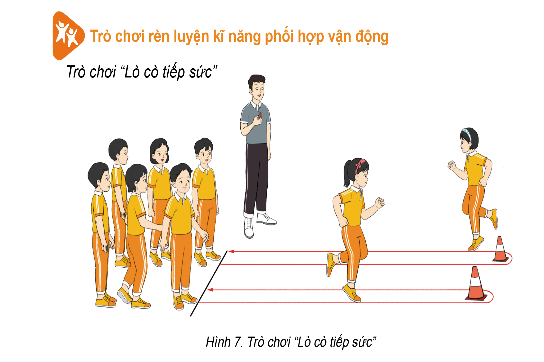 Trò chơi rèn luyện kĩ năng phối hợp vận động
Trò chơi “Lò cò tiếp sức”
Hình 7. Trò chơi “Lò cò tiếp sức”